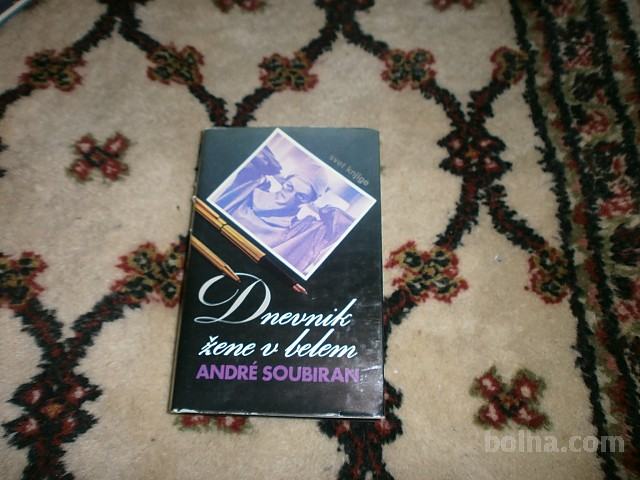 svet knjige
Dnevnik
žene v belem
ANDRÉ SOUBIRAN
bolha.com